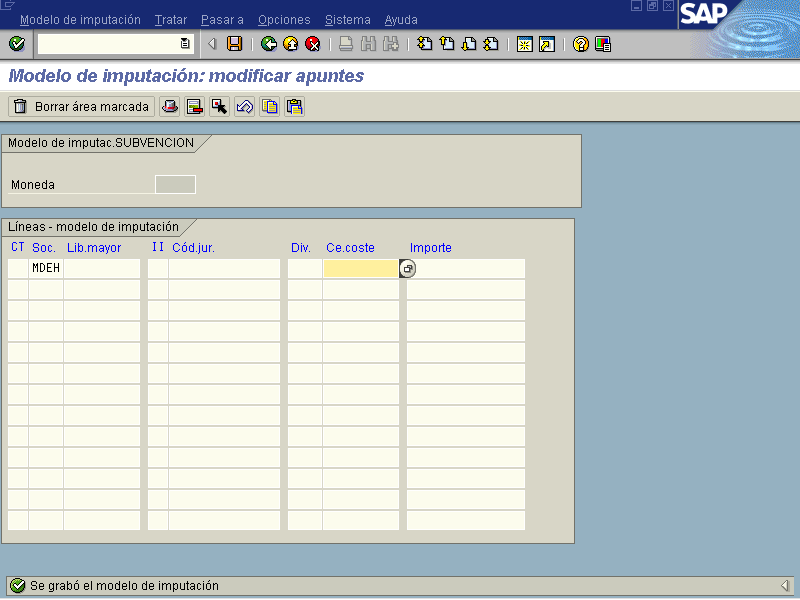 Modelo de imputación Tratar Pasar a Opciones Sistema Ayuda
SAP
Modelo de imputación: modificar apuntes
Borrar área marcada
Modelo de imputac.SUBVENCION
Moneda
Líneas - modelo de imputación
CT Soc. Lib.mayor II Cód.jur. Div. Ce.coste Importe
MDEH
Se grabó el modelo de imputación